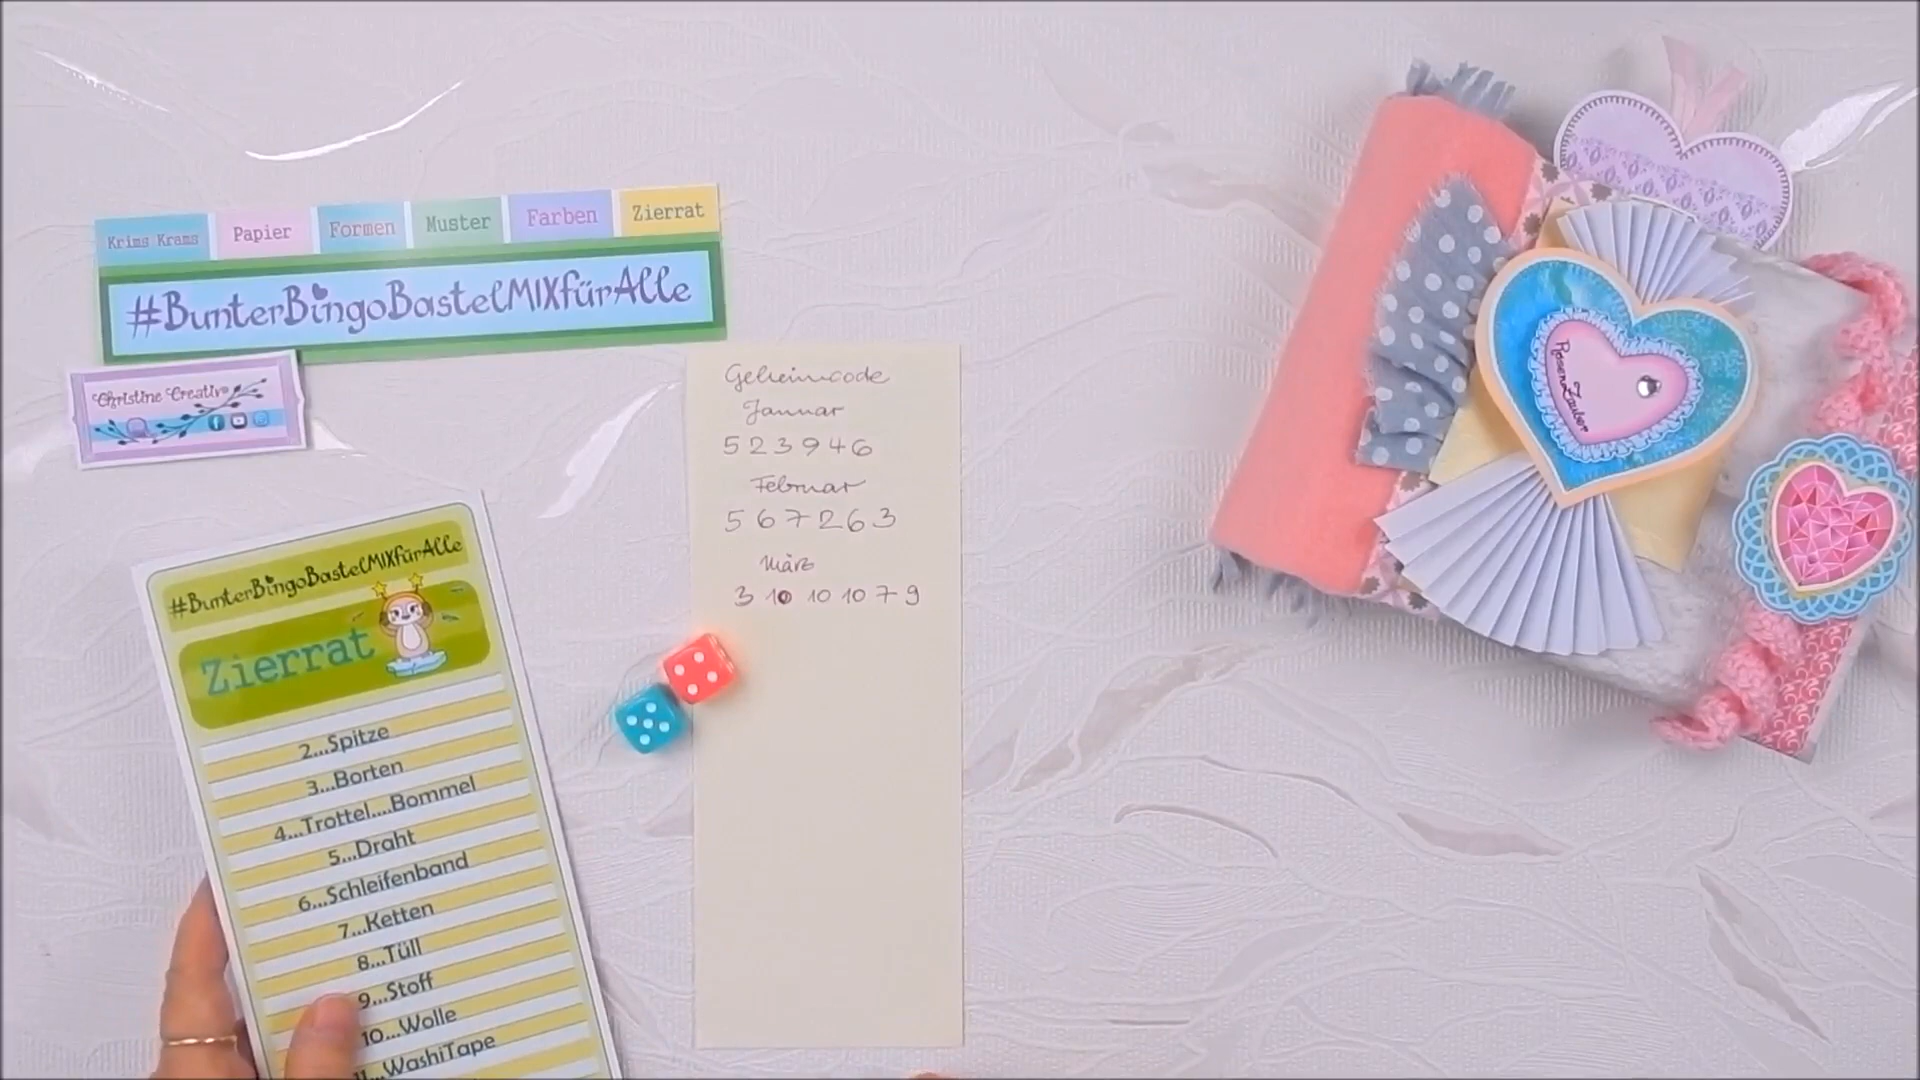 Krims Krams Papier Formen Muster Farben Zierrat
#BunterBingoBastelMIXfürAlle
Christine Creativ
Geheimcode
Januar
5 2 3 9 4 6
Februar
5 6 7 2 6 3
März
3 10 10 10 7 9
#BunterBingoBastelMIXfürAlle
Zierrat
2...Spitze
3...Borten
4...Trottel....Bommel
5...Draht
6...Schleifenband
7...Ketten
8...Tüll
9...Stoff
10...Wolle
11...WashiTape
RosenZauber